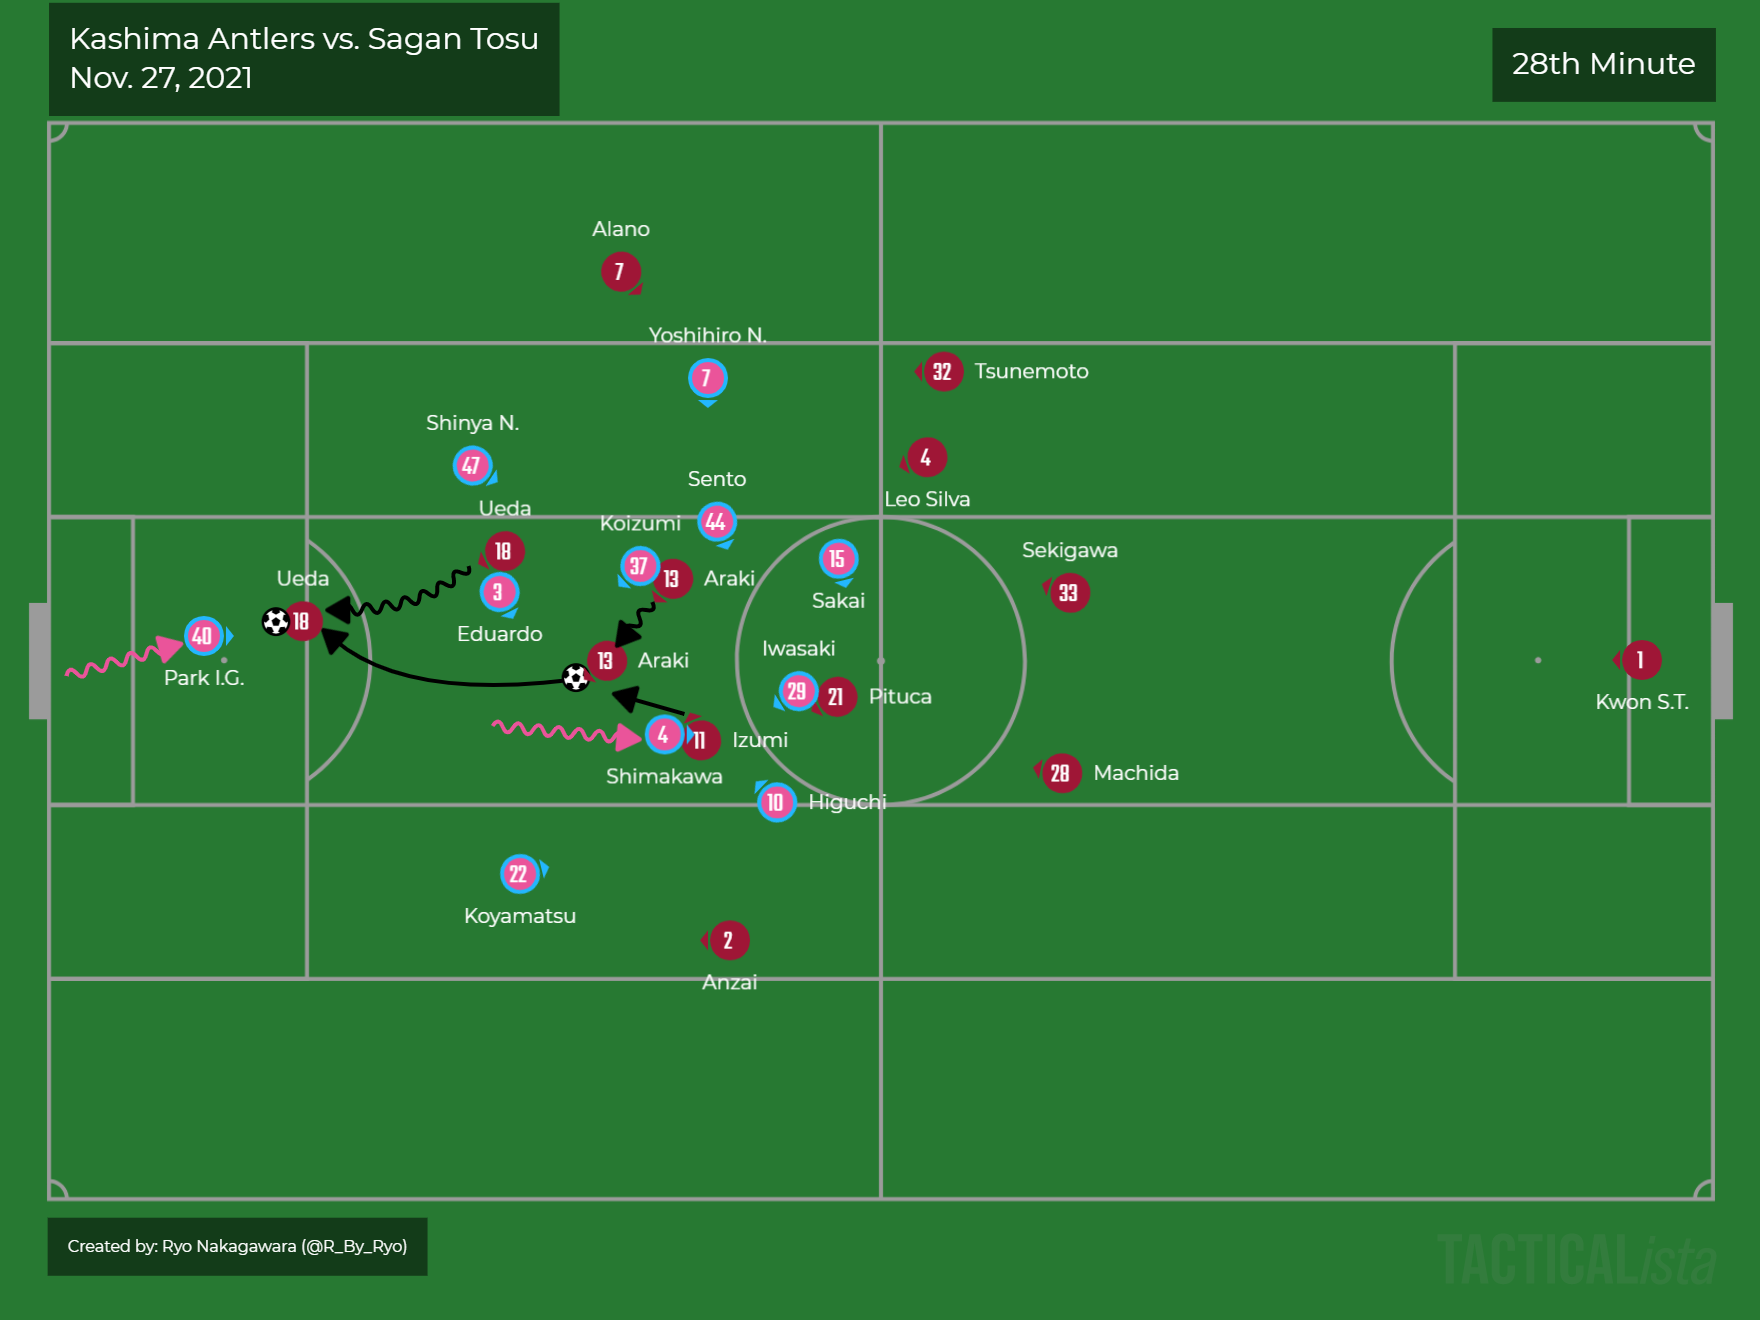 Kashima Antlers vs. Sagan Tosu
Nov. 27, 2021
28th Minute
Alano
7
Yoshihiro N.
7
32 Tsunemoto
Shinya N.
47
4
Leo Silva
Sento
44
Ueda
18
Koizumi
37
13 Araki
15
Sakai
Sekigawa
33
3
Eduardo
Ueda
18
40
Park I.G.
13 Araki
Iwasaki
29
21 Pituca
1
Kwon S.T.
4
Shimakawa
11 Izumi
28 Machida
10 Higuchi
22
Koyamatsu
2
Anzai
Created by: Ryo Nakagawara (@R_By_Ryo)
TACTICALista